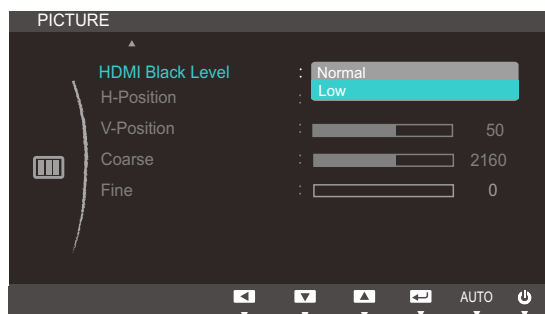 PICTURE
HDMI Black Level : Normal
Low
H-Position :
V-Position : 50
Coarse : 2160
Fine : 0
AUTO